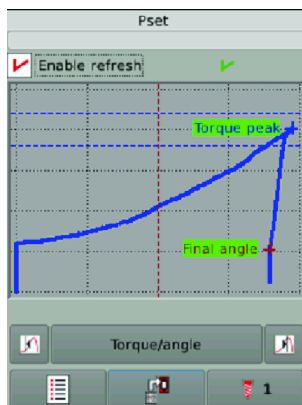 Pset
Enable refresh
Torque peak
Final angle
Torque/angle
1